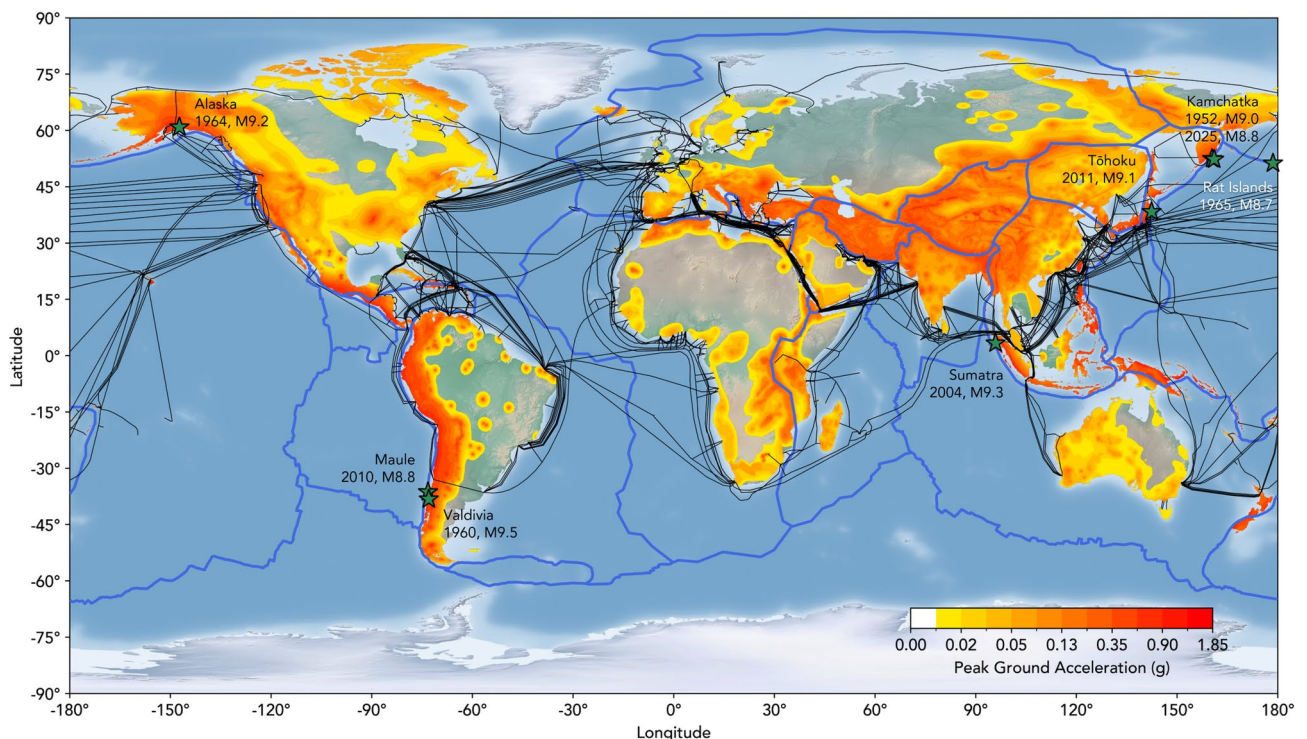 90°
75°
60°
45°
30°
15°
0°
-15°
-30°
-45°
-60°
-75°
-90°
Latitude
Alaska
1964, M9.2
Kamchatka
1952, M9.0
2025, M8.8
Tōhoku
2011, M9.1
Rat Islands
1965, M8.7
Sumatra
2004, M9.3
Maule
2010, M8.8
Valdivia
1960, M9.5
0.00 0.02 0.05 0.13 0.35 0.90 1.85
Peak Ground Acceleration (g)
-180° -150° -120° -90° -60° -30° 0° 30° 60° 90° 120° 150° 180°
Longitude